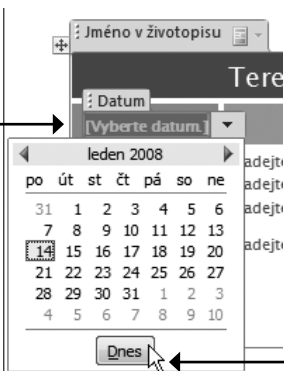 Jméno v životopisu
Tere
Datum
[Vyberte datum.]
leden 2008
po út st čt pá so ne
31 1 2 3 4 5 6
7 8 9 10 11 12 13
14 15 16 17 18 19 20
21 22 23 24 25 26 27
28 29 30 31 1 2 3
4 5 6 7 8 9 10
Dnes
adejte
adejte
adejte
adejte